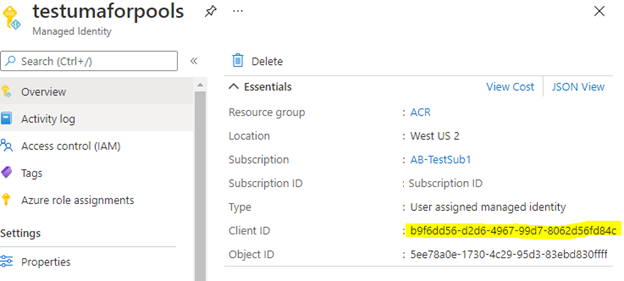 testumaforpools
Managed Identity
Search (Ctrl+/)
Overview
Activity log
Access control (IAM)
Tags
Azure role assignments
Settings
Properties
Delete
Essentials
View Cost
JSON View
Resource group : ACR
Location : West US 2
Subscription : AB-TestSub1
Subscription ID : Subscription ID
Type : User assigned managed identity
Client ID : b9f6dd56-d2d6-4967-99d7-8062d56fd84c
Object ID : 5ee78a0e-1730-4c29-95d3-83ebd830ffff